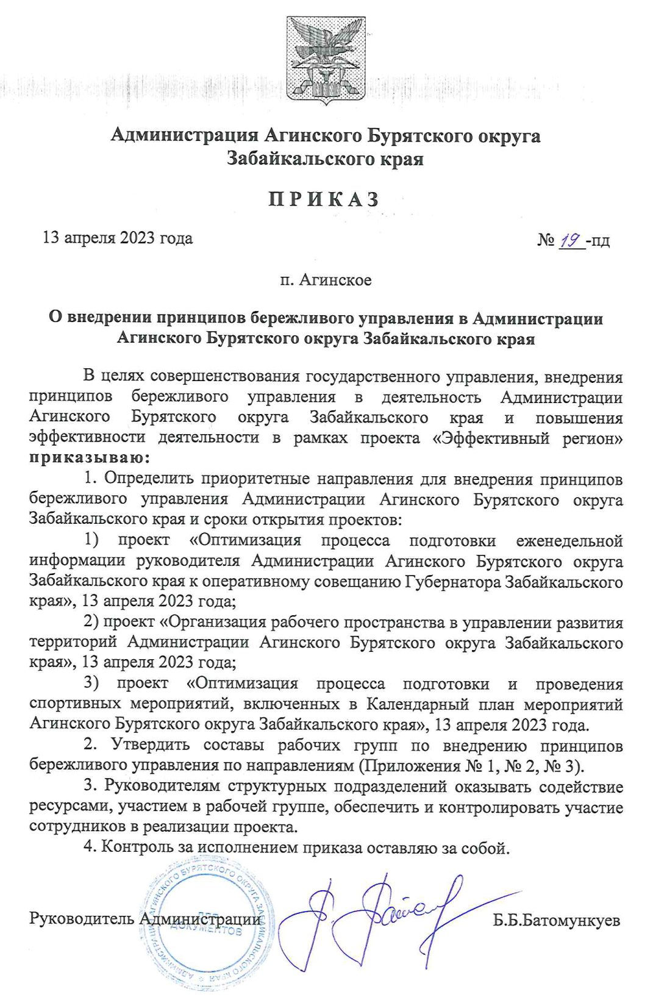 Администрация Агинского Бурятского округа
Забайкальского края
П Р И К А З
13 апреля 2023 года № 19-пд
п. Агинское
О внедрении принципов бережливого управления в Администрации
Агинского Бурятского округа Забайкальского края
В целях совершенствования государственного управления, внедрения
принципов бережливого управления в деятельность Администрации
Агинского Бурятского округа Забайкальского края и повышения
эффективности деятельности в рамках проекта «Эффективный регион»
приказываю:
1. Определить приоритетные направления для внедрения принципов
бережливого управления Администрации Агинского Бурятского округа
Забайкальского края и сроки открытия проектов:
1) проект «Оптимизация процесса подготовки еженедельной
информации руководителя Администрации Агинского Бурятского округа
Забайкальского края к оперативному совещанию Губернатора Забайкальского
края», 13 апреля 2023 года;
2) проект «Организация рабочего пространства в управлении развития
территорий Администрации Агинского Бурятского округа Забайкальского
края», 13 апреля 2023 года;
3) проект «Оптимизация процесса подготовки и проведения
спортивных мероприятий, включенных в Календарный план мероприятий
Агинского Бурятского округа Забайкальского края», 13 апреля 2023 года.
2. Утвердить составы рабочих групп по внедрению принципов
бережливого управления по направлениям (Приложения № 1, № 2, № 3).
3. Руководителям структурных подразделений оказывать содействие
ресурсами, участием в рабочей группе, обеспечить и контролировать участие
сотрудников в реализации проекта.
4. Контроль за исполнением приказа оставляю за собой.
Руководитель Администрации Б.Б.Батомункуев
АДМИНИСТРАЦИЯ АГИНСКОГО БУРЯТСКОГО ОКРУГА ЗАБАЙКАЛЬСКОГО КРАЯ
ДЛЯ
ДОКУМЕНТОВ